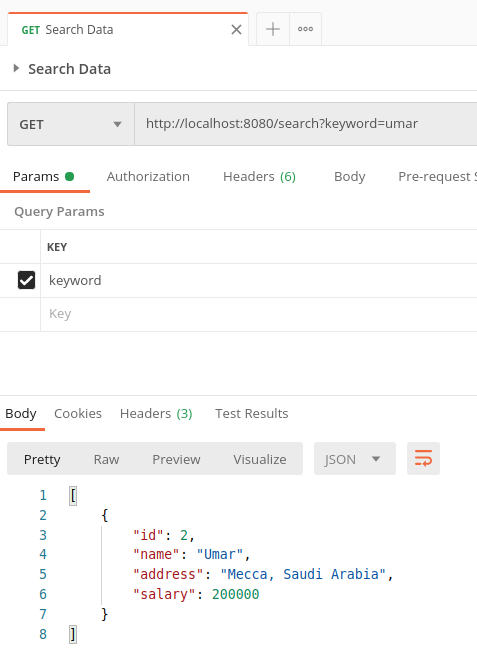 GET Search Data
Search Data
GET http://localhost:8080/search?keyword=umar
Params Authorization Headers (6) Body Pre-request S
Query Params
KEY
keyword
Key
Body Cookies Headers (3) Test Results
Pretty Raw Preview Visualize JSON
1 [
2 {
3 "id": 2,
4 "name": "Umar",
5 "address": "Mecca, Saudi Arabia",
6 "salary": 200000
7 }
8 ]